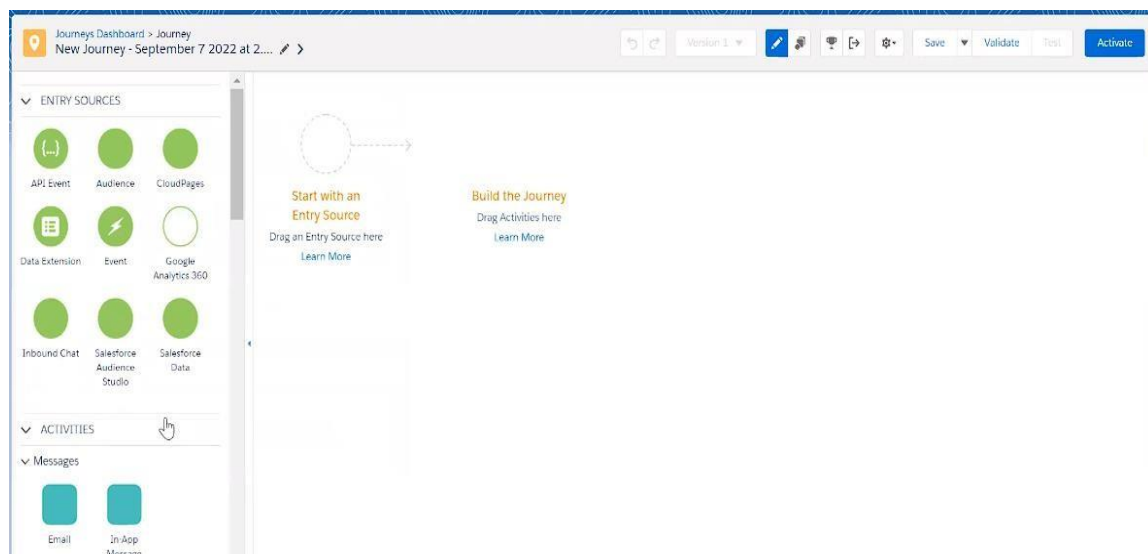 Journeys Dashboard > Journey
New Journey - September 7 2022 at 2....
Version 1
Save
Validate
Test
Activate
ENTRY SOURCES
{...}
API Event
Audience
CloudPages
Data Extension
Event
Google
Analytics 360
Inbound Chat
Salesforce
Audience
Studio
Salesforce
Data
ACTIVITIES
Messages
Email
In-App
Message
Start with an
Entry Source
Drag an Entry Source here
Learn More
Build the Journey
Drag Activities here
Learn More